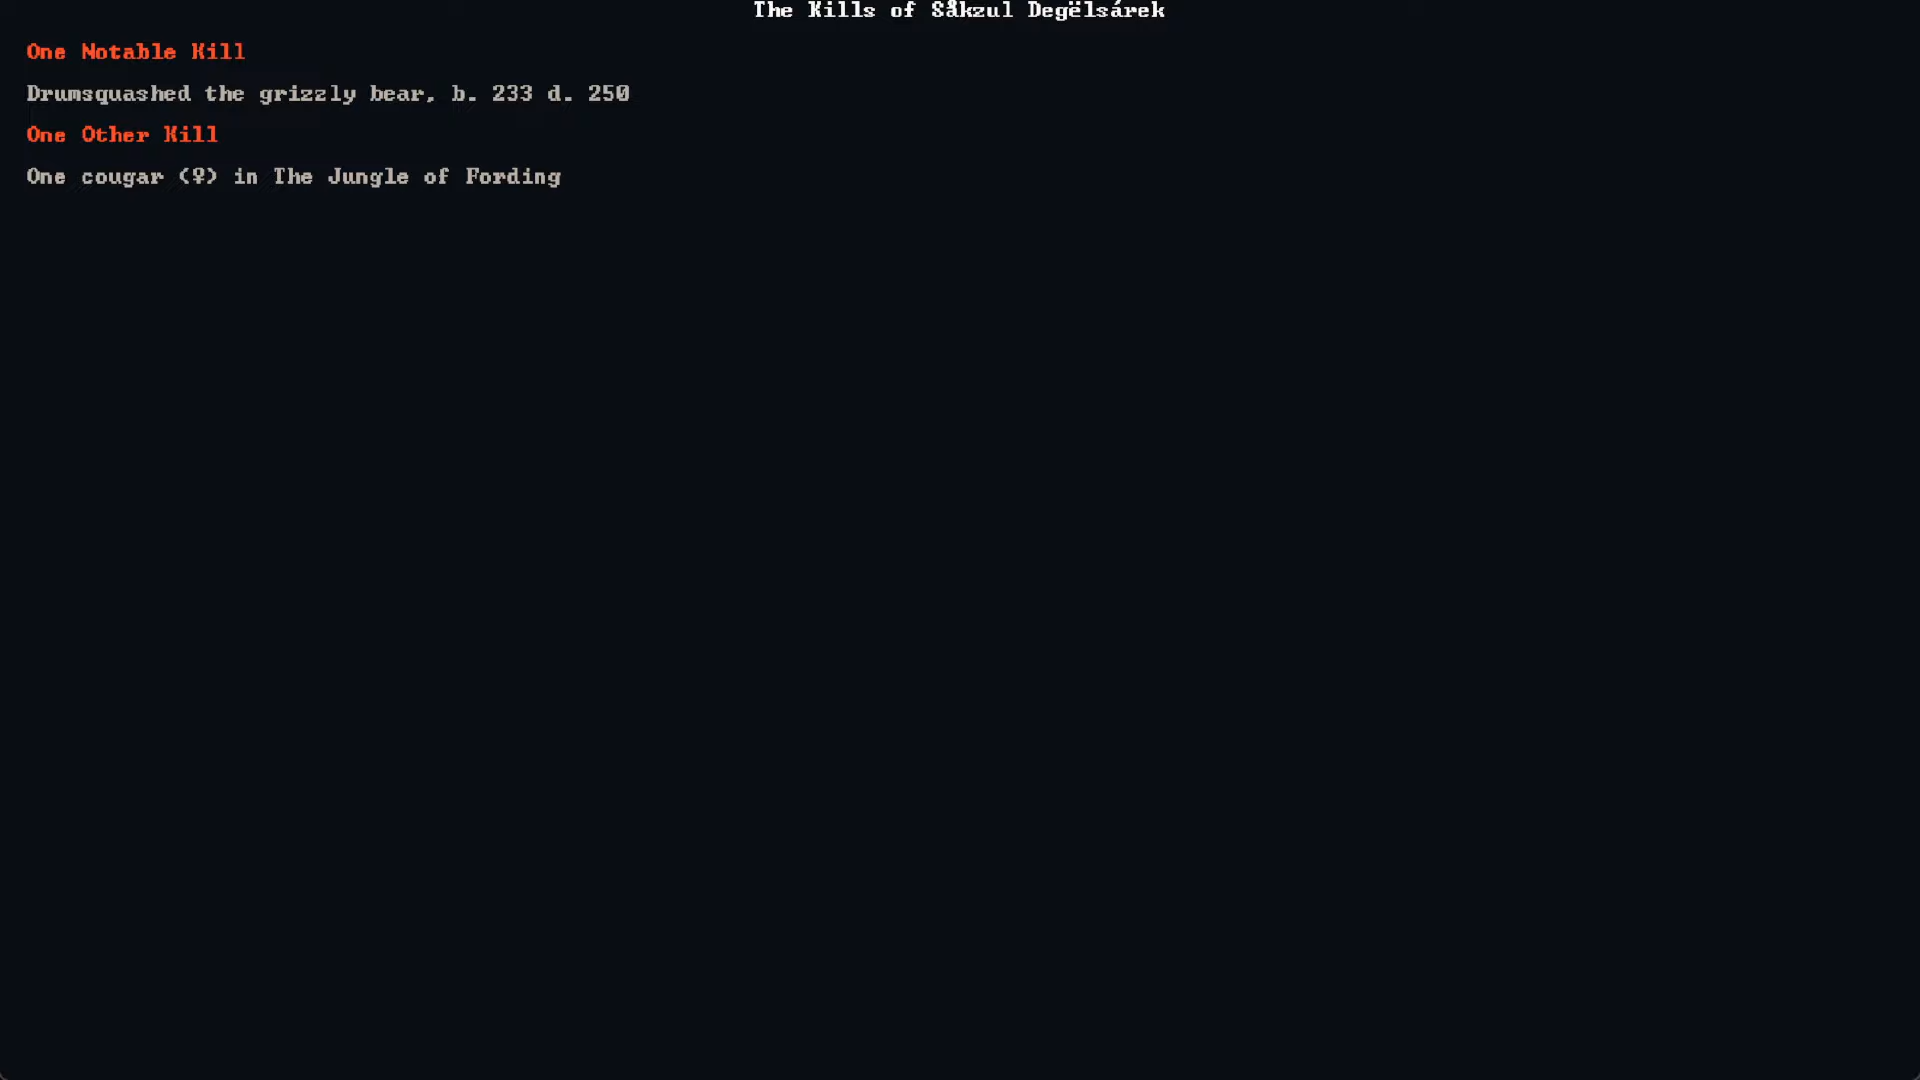 The Kills of Såkzul Degëlsárek
One Notable Kill
Drumsquashed the grizzly bear, b. 233 d. 250
One Other Kill
One cougar (♀) in The Jungle of Fording